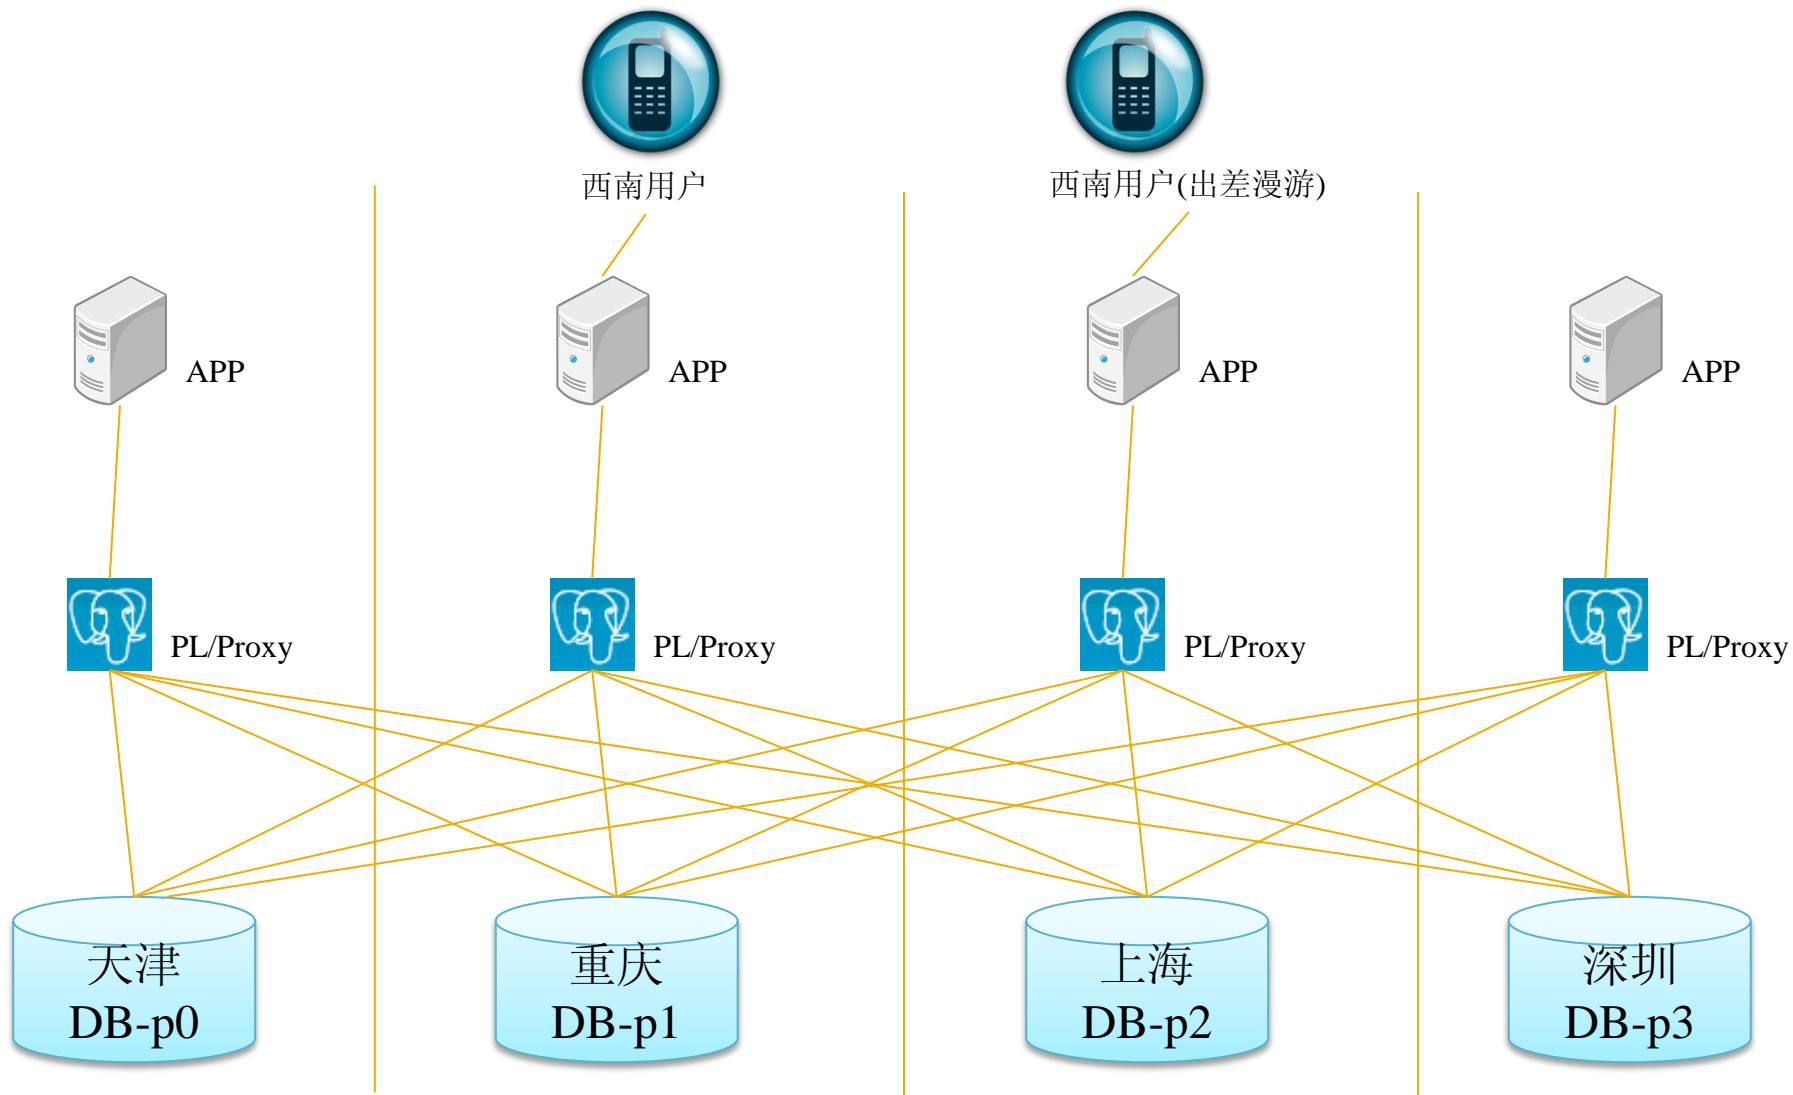 西南用户
西南用户(出差漫游)
APP
APP
APP
APP
PL/Proxy
PL/Proxy
PL/Proxy
PL/Proxy
天津
DB-p0
重庆
DB-p1
上海
DB-p2
深圳
DB-p3